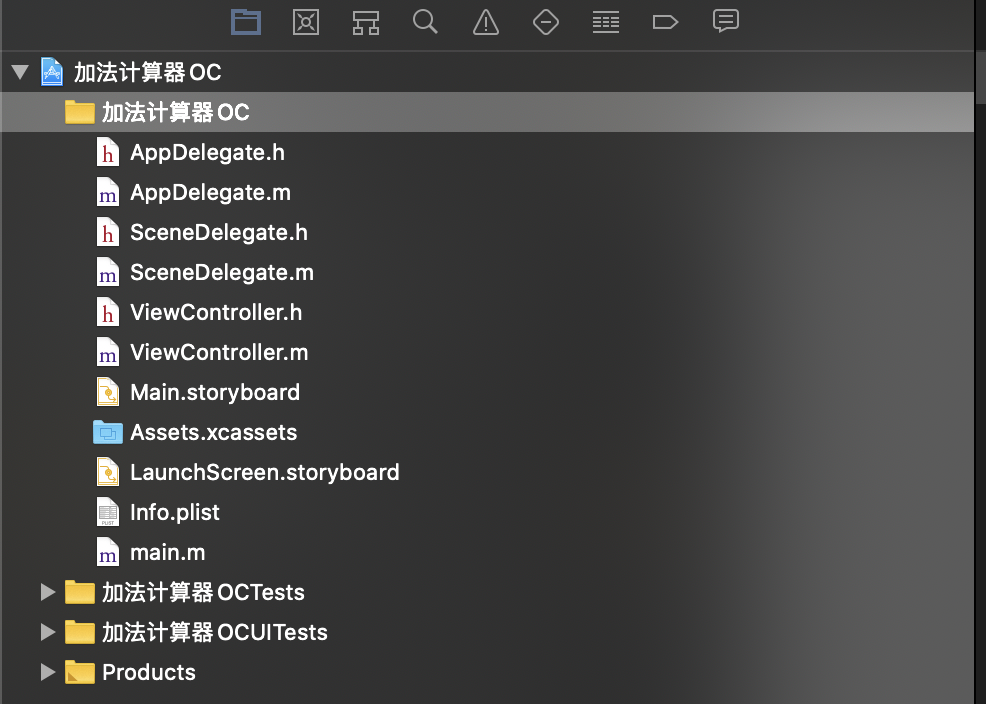 加法计算器OC
加法计算器OC
AppDelegate.h
AppDelegate.m
SceneDelegate.h
SceneDelegate.m
ViewController.h
ViewController.m
Main.storyboard
Assets.xcassets
LaunchScreen.storyboard
Info.plist
main.m
加法计算器OCTests
加法计算器OCUITests
Products